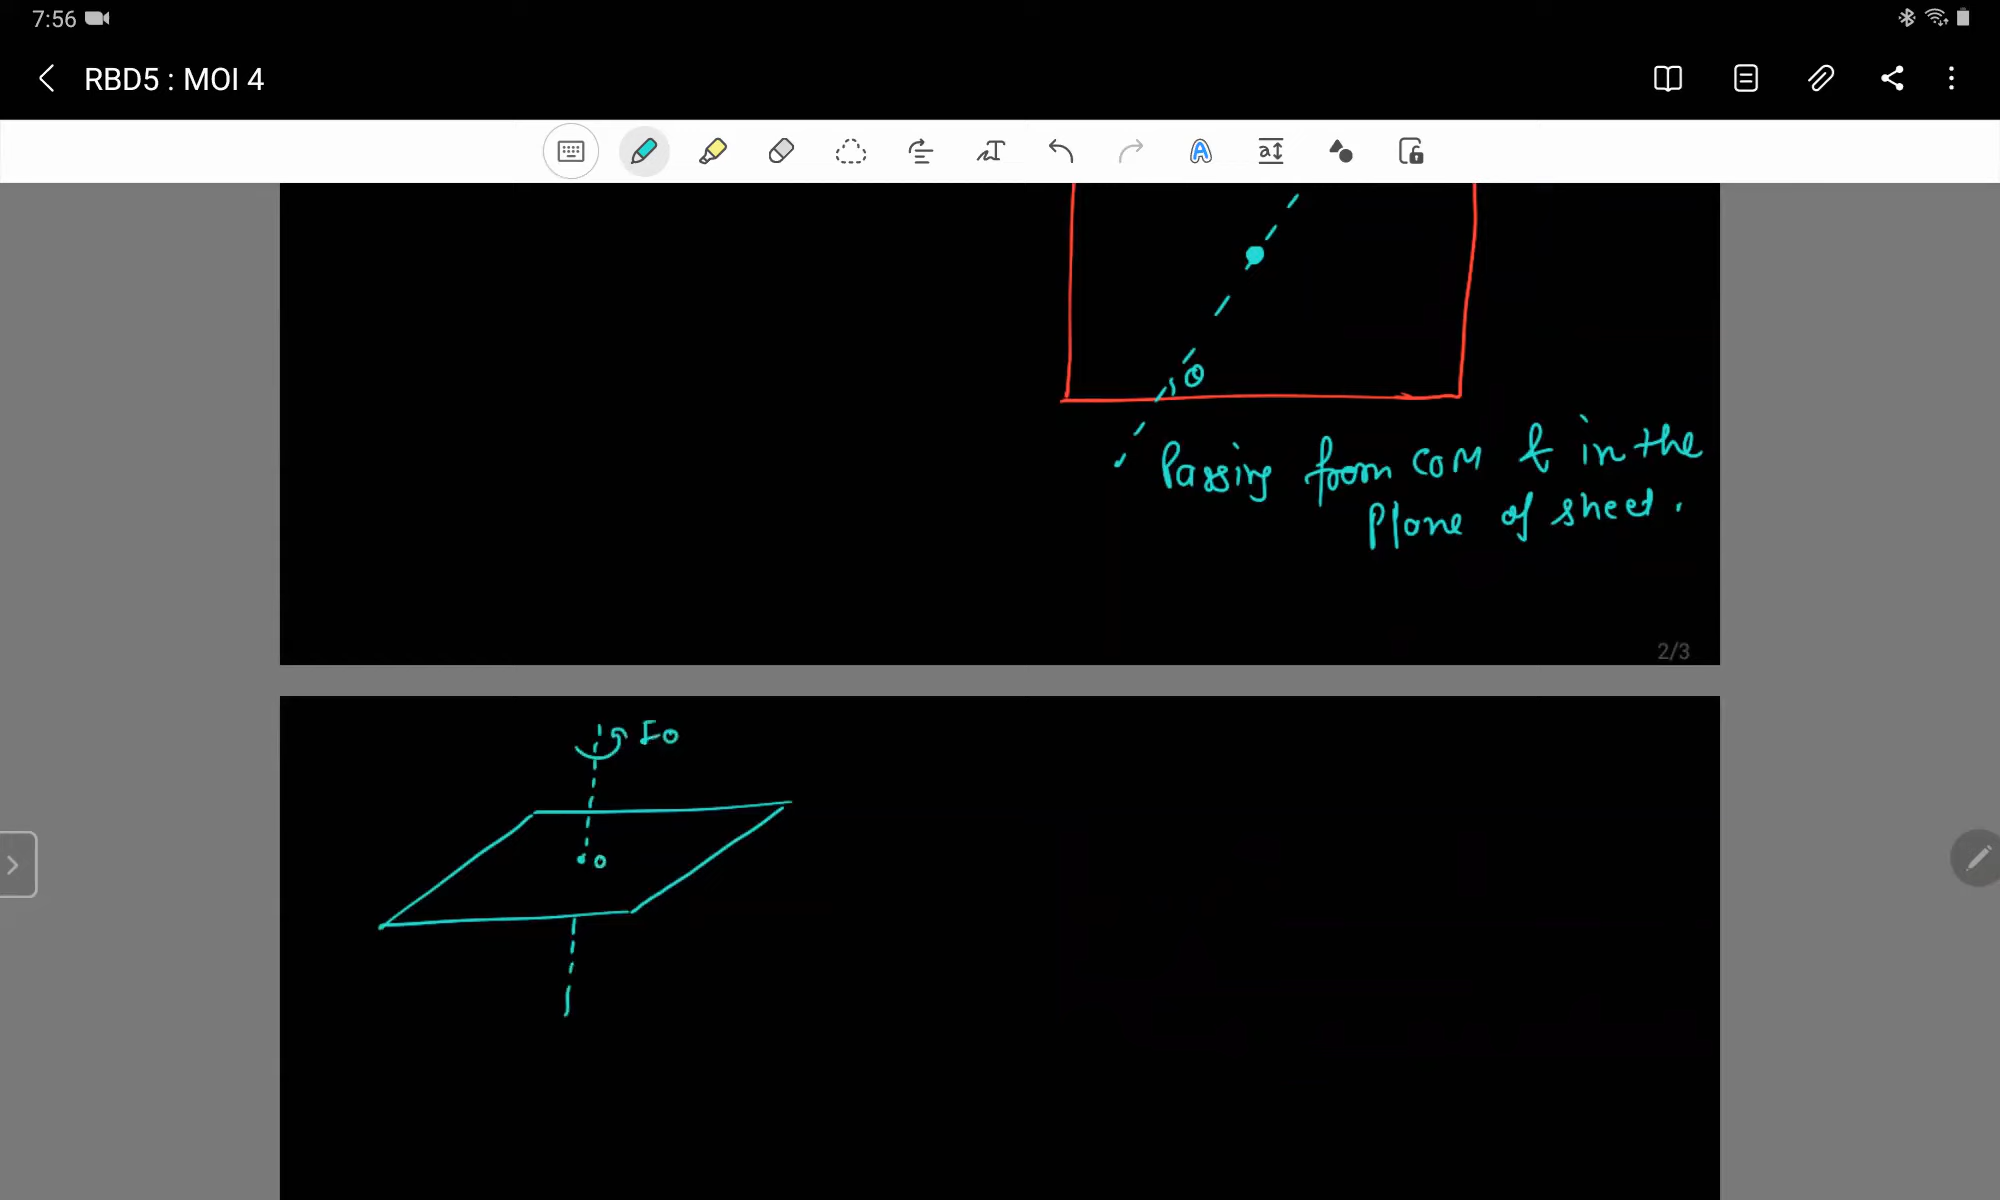 7:56
RBD5 : MOI 4
θ
Passing from COM & in the
Plane of sheet.
2/3
Io
o